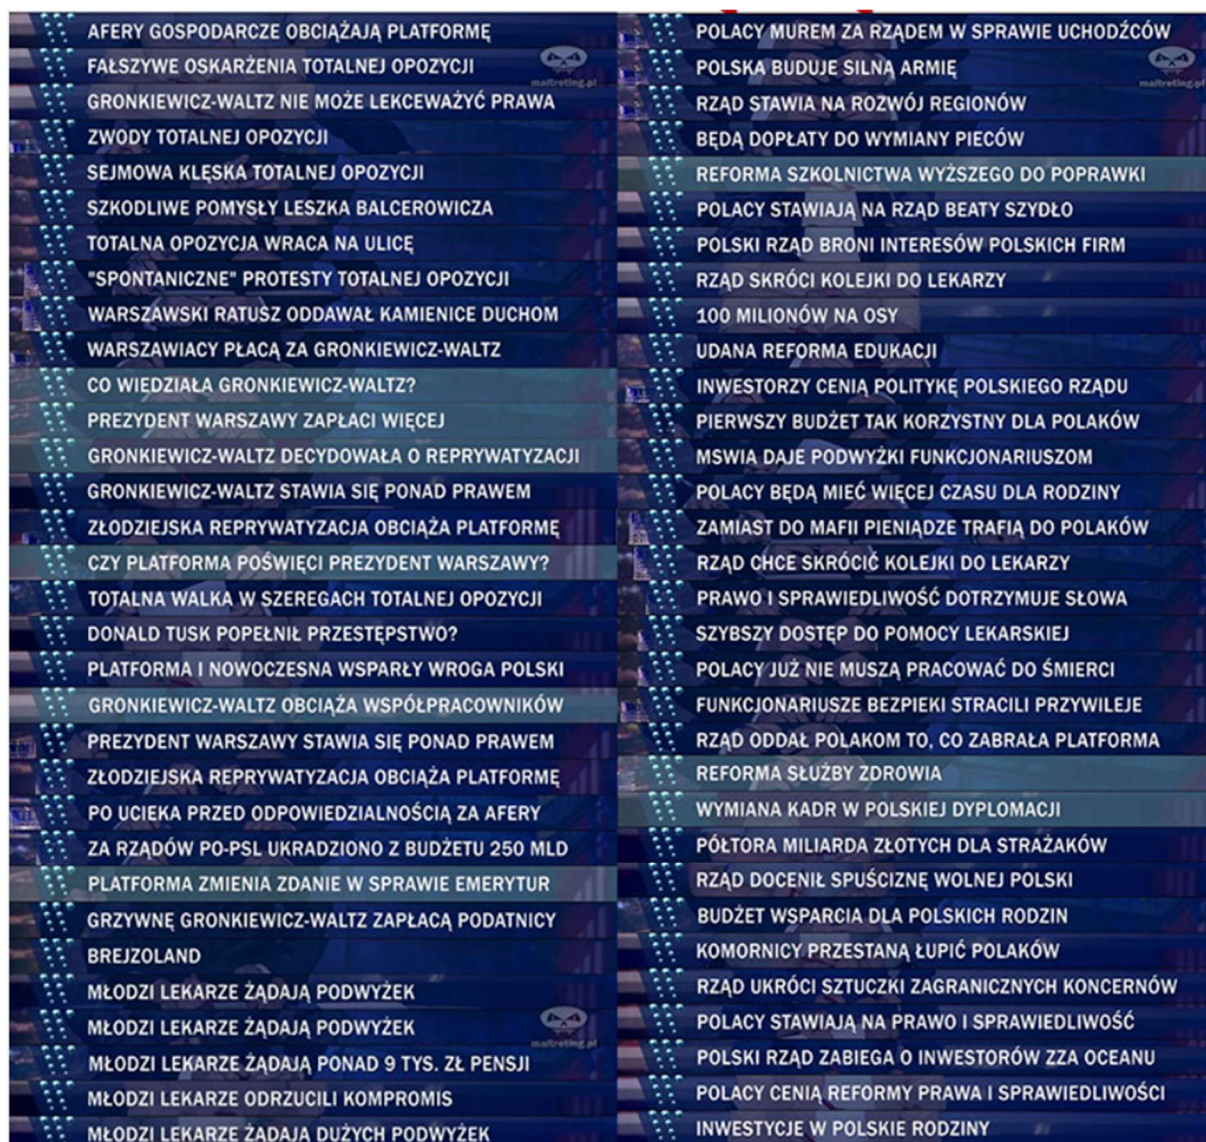 AFERY GOSPODARCZE OBCIĄŻAJĄ PLATFORMĘ
FAŁSZYWE OSKARŻENIA TOTALNEJ OPOZYCJI
maltreting.pl
GRONKIEWICZ-WALTZ NIE MOŻE LEKCEWAŻYĆ PRAWA
ZWODY TOTALNEJ OPOZYCJI
SEJMOWA KLĘSKA TOTALNEJ OPOZYCJI
SZKODLIWE POMYSŁY LESZKA BALCEROWICZA
TOTALNA OPOZYCJA WRACA NA ULICĘ
"SPONTANICZNE" PROTESTY TOTALNEJ OPOZYCJI
WARSZAWSKI RATUSZ ODDAWAŁ KAMIENICE DUCHOM
WARSZAWIACY PŁACĄ ZA GRONKIEWICZ-WALTZ
CO WIEDZIAŁA GRONKIEWICZ-WALTZ?
PREZYDENT WARSZAWY ZAPŁACI WIĘCEJ
GRONKIEWICZ-WALTZ DECYDOWAŁA O REPRYWATYZACJI
GRONKIEWICZ-WALTZ STAWIA SIĘ PONAD PRAWEM
ZŁODZIEJSKA REPRYWATYZACJA OBCIĄŻA PLATFORMĘ
CZY PLATFORMA POŚWIĘCI PREZYDENT WARSZAWY?
TOTALNA WALKA W SZEREGACH TOTALNEJ OPOZYCJI
DONALD TUSK POPEŁNIŁ PRZESTĘPSTWO?
PLATFORMA I NOWOCZESNA WSPARŁY WROGA POLSKI
GRONKIEWICZ-WALTZ OBCIĄŻA WSPÓŁPRACOWNIKÓW
PREZYDENT WARSZAWY STAWIA SIĘ PONAD PRAWEM
ZŁODZIEJSKA REPRYWATYZACJA OBCIĄŻA PLATFORMĘ
PO UCIEKA PRZED ODPOWIEDZIALNOŚCIĄ ZA AFERY
ZA RZĄDÓW PO-PSL UKRADZIONO Z BUDŻETU 250 MLD
PLATFORMA ZMIENIA ZDANIE W SPRAWIE EMERYTUR
GRZYWNĘ GRONKIEWICZ-WALTZ ZAPŁACĄ PODATNICY
BREJZOLAND
MŁODZI LEKARZE ŻĄDAJĄ PODWYŻEK
MŁODZI LEKARZE ŻĄDAJĄ PODWYŻEK
maltreting.pl
MŁODZI LEKARZE ŻĄDAJĄ PONAD 9 TYS. ZŁ PENSJI
MŁODZI LEKARZE ODRZUCILI KOMPROMIS
MŁODZI LEKARZE ŻĄDAJĄ DUŻYCH PODWYŻEK
POLACY MUREM ZA RZĄDEM W SPRAWIE UCHODŹCÓW
POLSKA BUDUJE SILNĄ ARMIĘ
maltreting.pl
RZĄD STAWIA NA ROZWÓJ REGIONÓW
BĘDĄ DOPŁATY DO WYMIANY PIECÓW
REFORMA SZKOLNICTWA WYŻSZEGO DO POPRAWKI
POLACY STAWIAJĄ NA RZĄD BEATY SZYDŁO
POLSKI RZĄD BRONI INTERESÓW POLSKICH FIRM
RZĄD SKRÓCI KOLEJKI DO LEKARZY
100 MILIONÓW NA OSY
UDANA REFORMA EDUKACJI
INWESTORZY CENIĄ POLITYKĘ POLSKIEGO RZĄDU
PIERWSZY BUDŻET TAK KORZYSTNY DLA POLAKÓW
MSWIA DAJE PODWYŻKI FUNKCJONARIUSZOM
POLACY BĘDĄ MIEĆ WIĘCEJ CZASU DLA RODZINY
ZAMIAST DO MAFII PIENIĄDZE TRAFIĄ DO POLAKÓW
RZĄD CHCE SKRÓCIĆ KOLEJKI DO LEKARZY
PRAWO I SPRAWIEDLIWOŚĆ DOTRZYMUJE SŁOWA
SZYBSZY DOSTĘP DO POMOCY LEKARSKIEJ
POLACY JUŻ NIE MUSZĄ PRACOWAĆ DO ŚMIERCI
FUNKCJONARIUSZE BEZPIEKI STRACILI PRZYWILEJE
RZĄD ODDAŁ POLAKOM TO, CO ZABRAŁA PLATFORMA
REFORMA SŁUŻBY ZDROWIA
WYMIANA KADR W POLSKIEJ DYPLOMACJI
PÓŁTORA MILIARDA ZŁOTYCH DLA STRAŻAKÓW
RZĄD DOCENIŁ SPUŚCIZNĘ WOLNEJ POLSKI
BUDŻET WSPARCIA DLA POLSKICH RODZIN
KOMORNICY PRZESTANĄ ŁUPIĆ POLAKÓW
RZĄD UKRÓCI SZTUCZKI ZAGRANICZNYCH KONCERNÓW
POLACY STAWIAJĄ NA PRAWO I SPRAWIEDLIWOŚĆ
POLSKI RZĄD ZABIEGA O INWESTORÓW ZZA OCEANU
POLACY CENIĄ REFORMY PRAWA I SPRAWIEDLIWOŚCI
INWESTYCJE W POLSKIE RODZINY